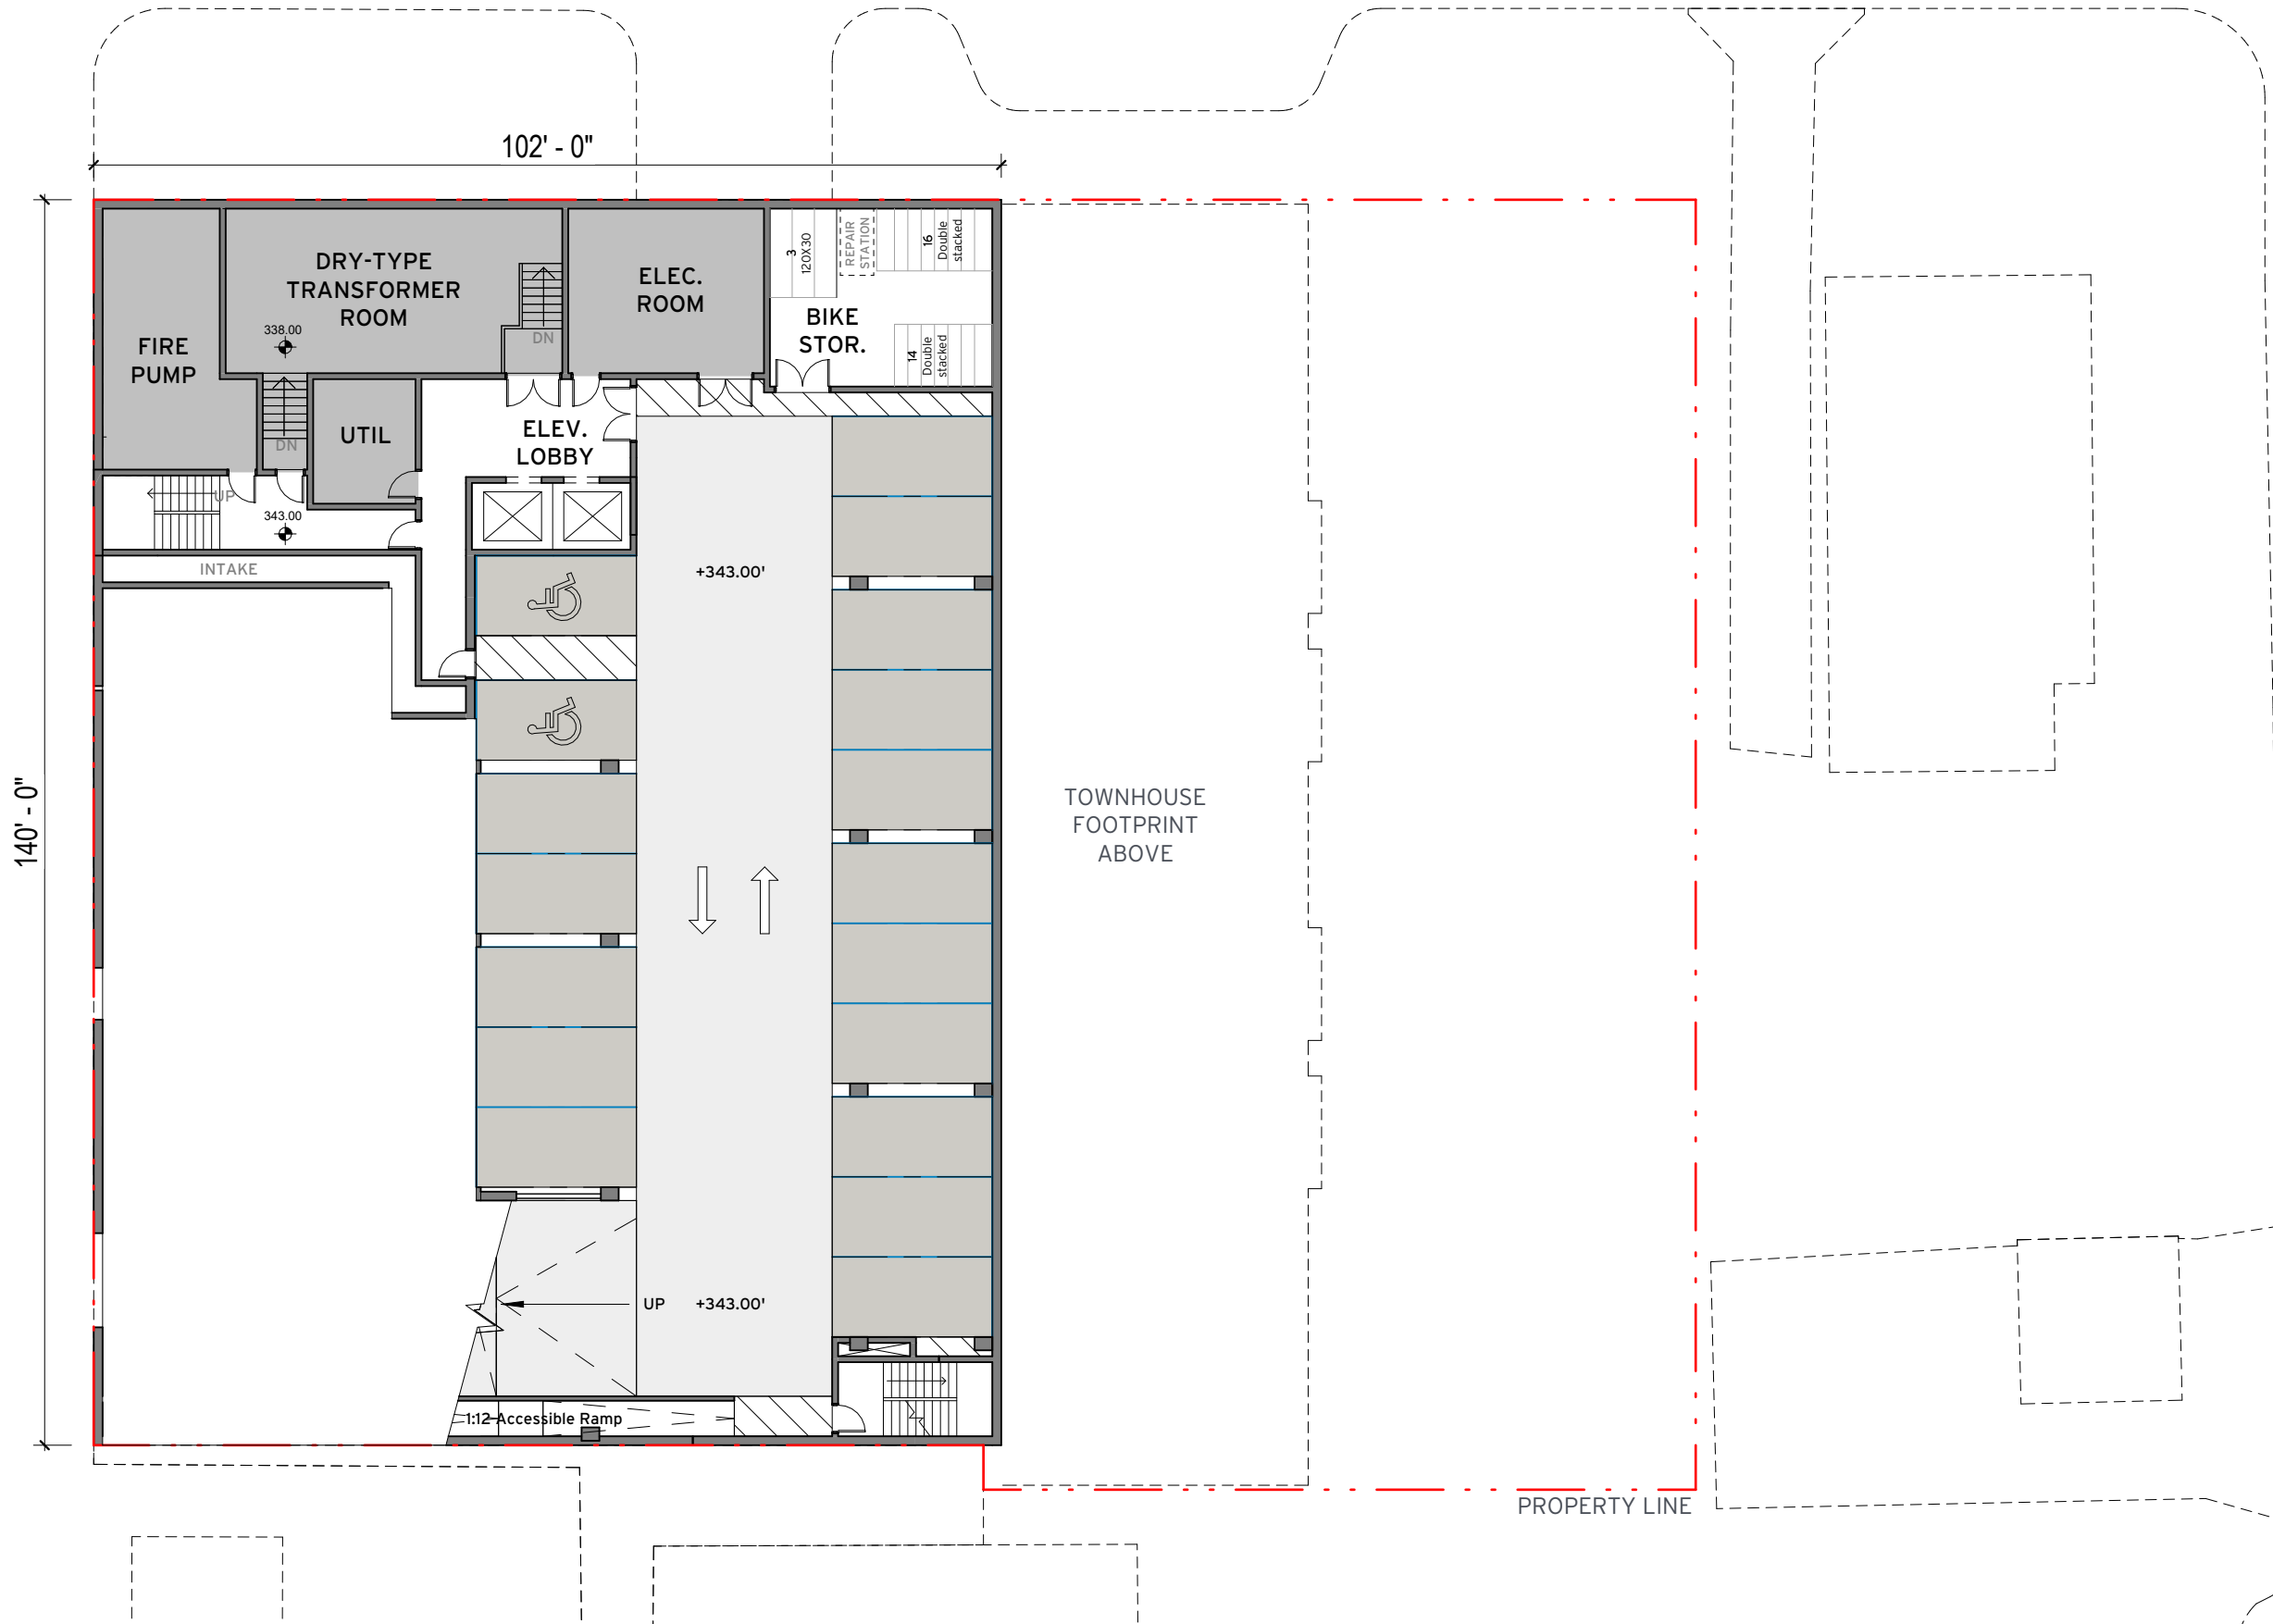 102' - 0"
140' - 0"
DRY-TYPE
TRANSFORMER
ROOM
338.00
DN
ELEC.
ROOM
3
120X30
REPAIR
STATION
16
Double
stacked
BIKE
STOR.
14
Double
stacked
FIRE
PUMP
DN
UTIL
ELEV.
LOBBY
UP
343.00
INTAKE
+343.00'
TOWNHOUSE
FOOTPRINT
ABOVE
UP
+343.00'
1:12 Accessible Ramp
PROPERTY LINE